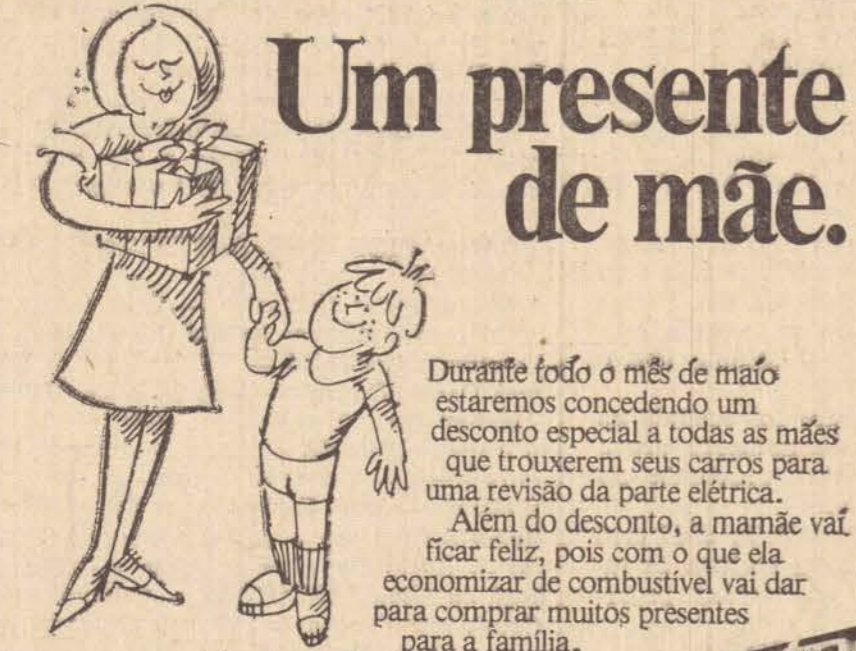 Um presente
de mãe.
Durante todo o mês de maio
estaremos concedendo um
desconto especial a todas as mães
que trouxerem seus carros para
uma revisão da parte elétrica.
Além do desconto, a mamãe vai
ficar feliz, pois com o que ela
economizar de combustível vai dar
para comprar muitos presentes
para a família.